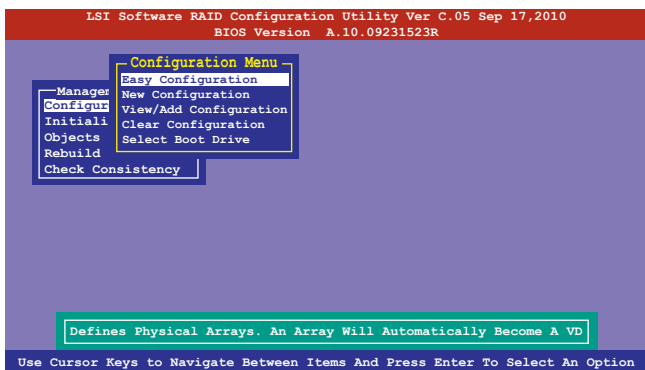 LSI Software RAID Configuration Utility Ver C.05 Sep 17,2010
BIOS Version A.10.09231523R
Configuration Menu
Easy Configuration
New Configuration
View/Add Configuration
Clear Configuration
Select Boot Drive
Managem
Configur
Initiali
Objects
Rebuild
Check Consistency
Defines Physical Arrays. An Array Will Automatically Become A VD
Use Cursor Keys to Navigate Between Items And Press Enter To Select An Option